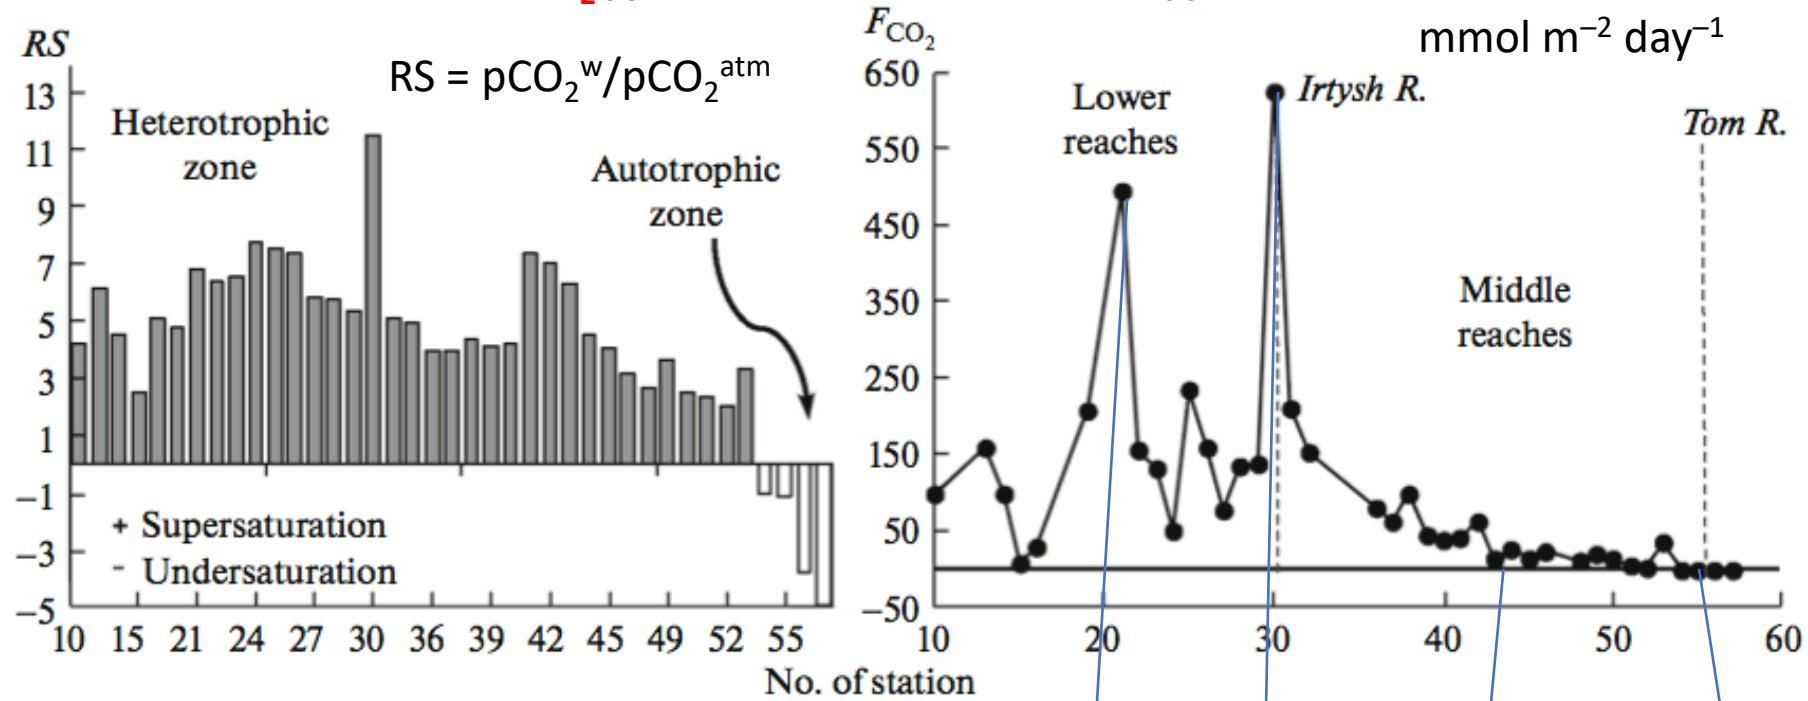 RS
RS = pCO₂ʷ/pCO₂ᵃᵗᵐ
13
11
9
7
5
3
1
−1
−3
−5
Heterotrophic
zone
Autotrophic
zone
+ Supersaturation
- Undersaturation
10 15 21 24 27 30 36 39 42 45 49 52 55
F_CO₂
mmol m⁻² day⁻¹
650
550
450
350
250
150
50
−50
Lower
reaches
Irtysh R.
Tom R.
Middle
reaches
10 20 30 40 50 60
No. of station